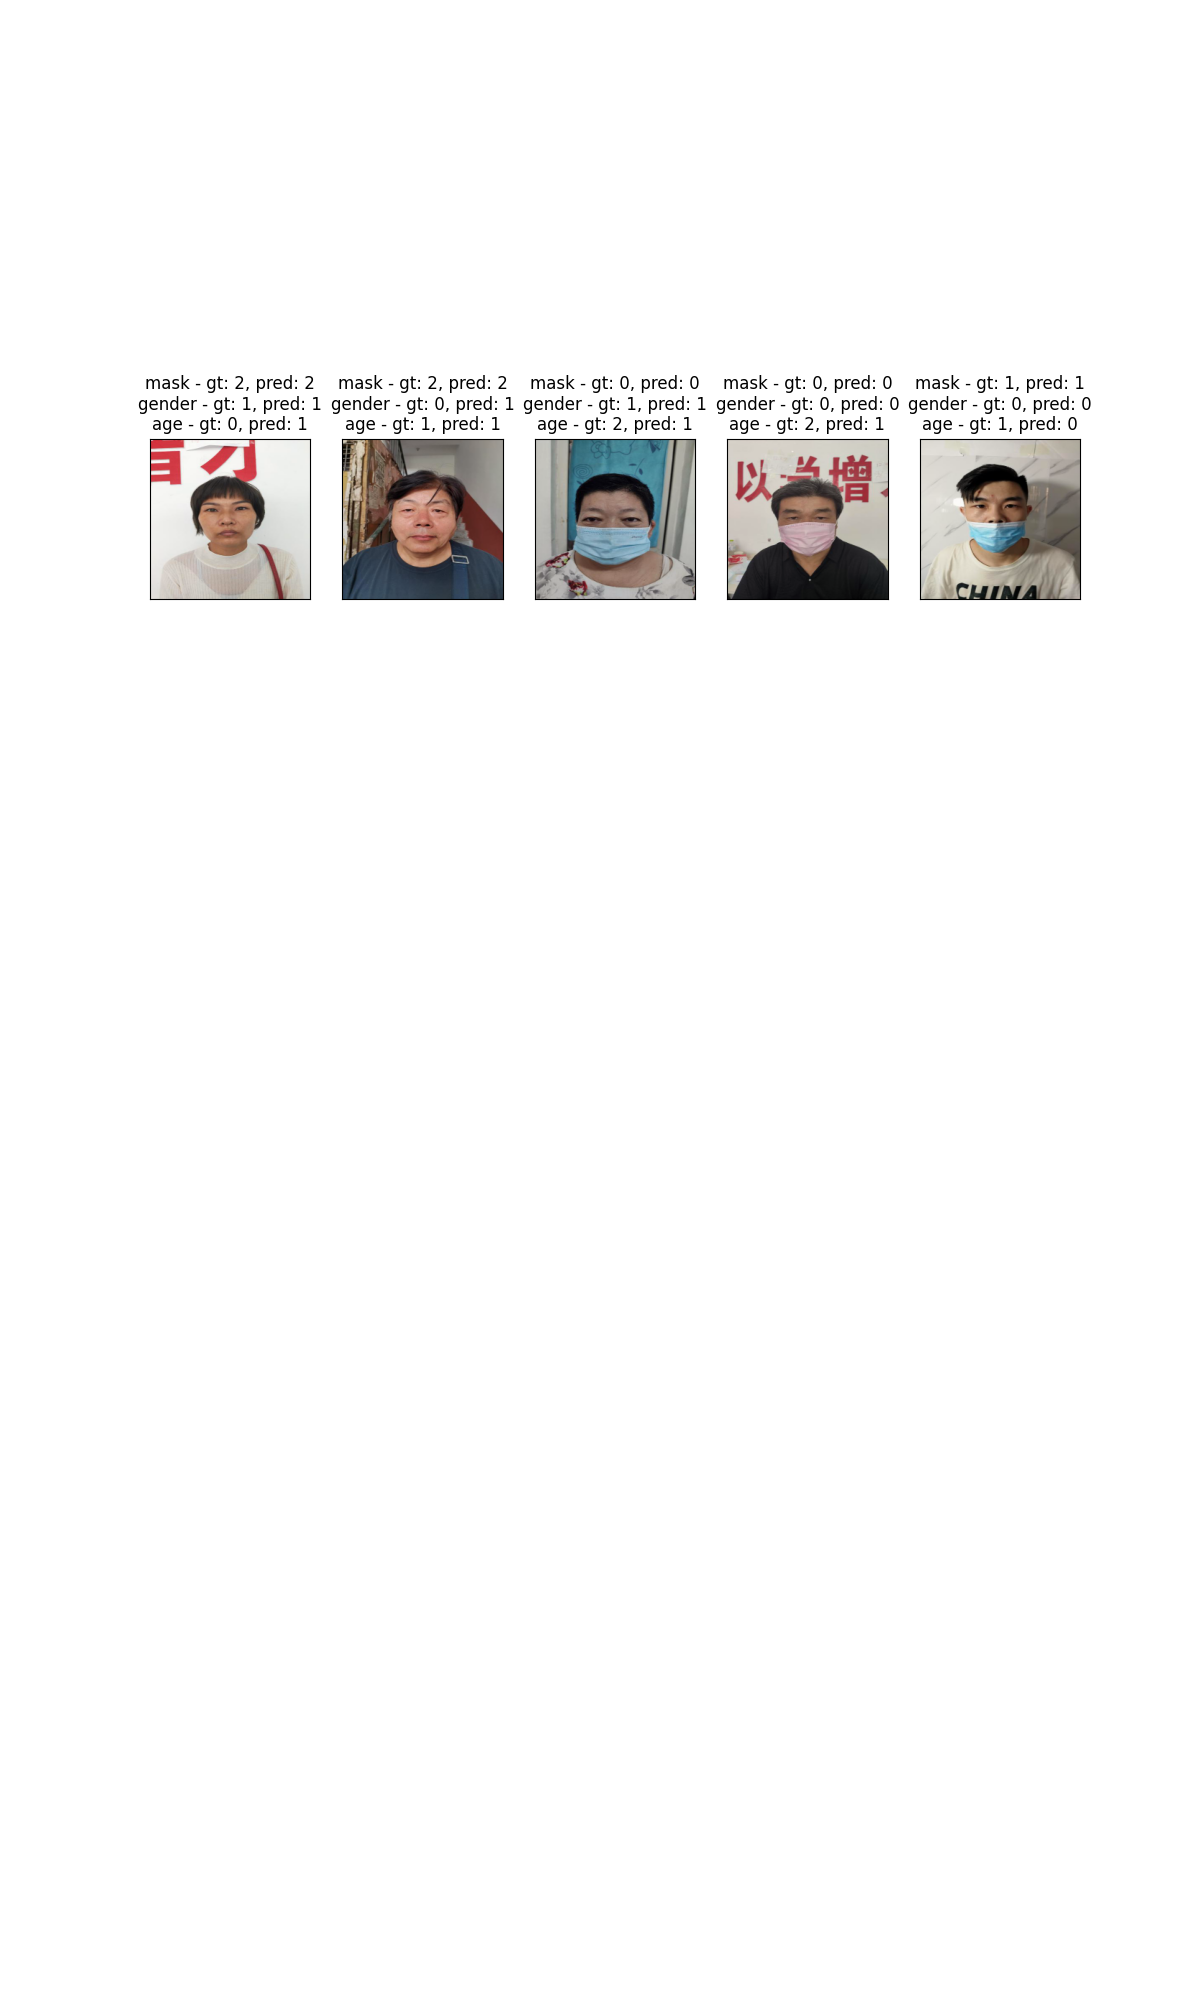 mask - gt: 2, pred: 2
gender - gt: 1, pred: 1
age - gt: 0, pred: 1
mask - gt: 2, pred: 2
gender - gt: 0, pred: 1
age - gt: 1, pred: 1
mask - gt: 0, pred: 0
gender - gt: 1, pred: 1
age - gt: 2, pred: 1
mask - gt: 0, pred: 0
gender - gt: 0, pred: 0
age - gt: 2, pred: 1
mask - gt: 1, pred: 1
gender - gt: 0, pred: 0
age - gt: 1, pred: 0
以 增
CHINA